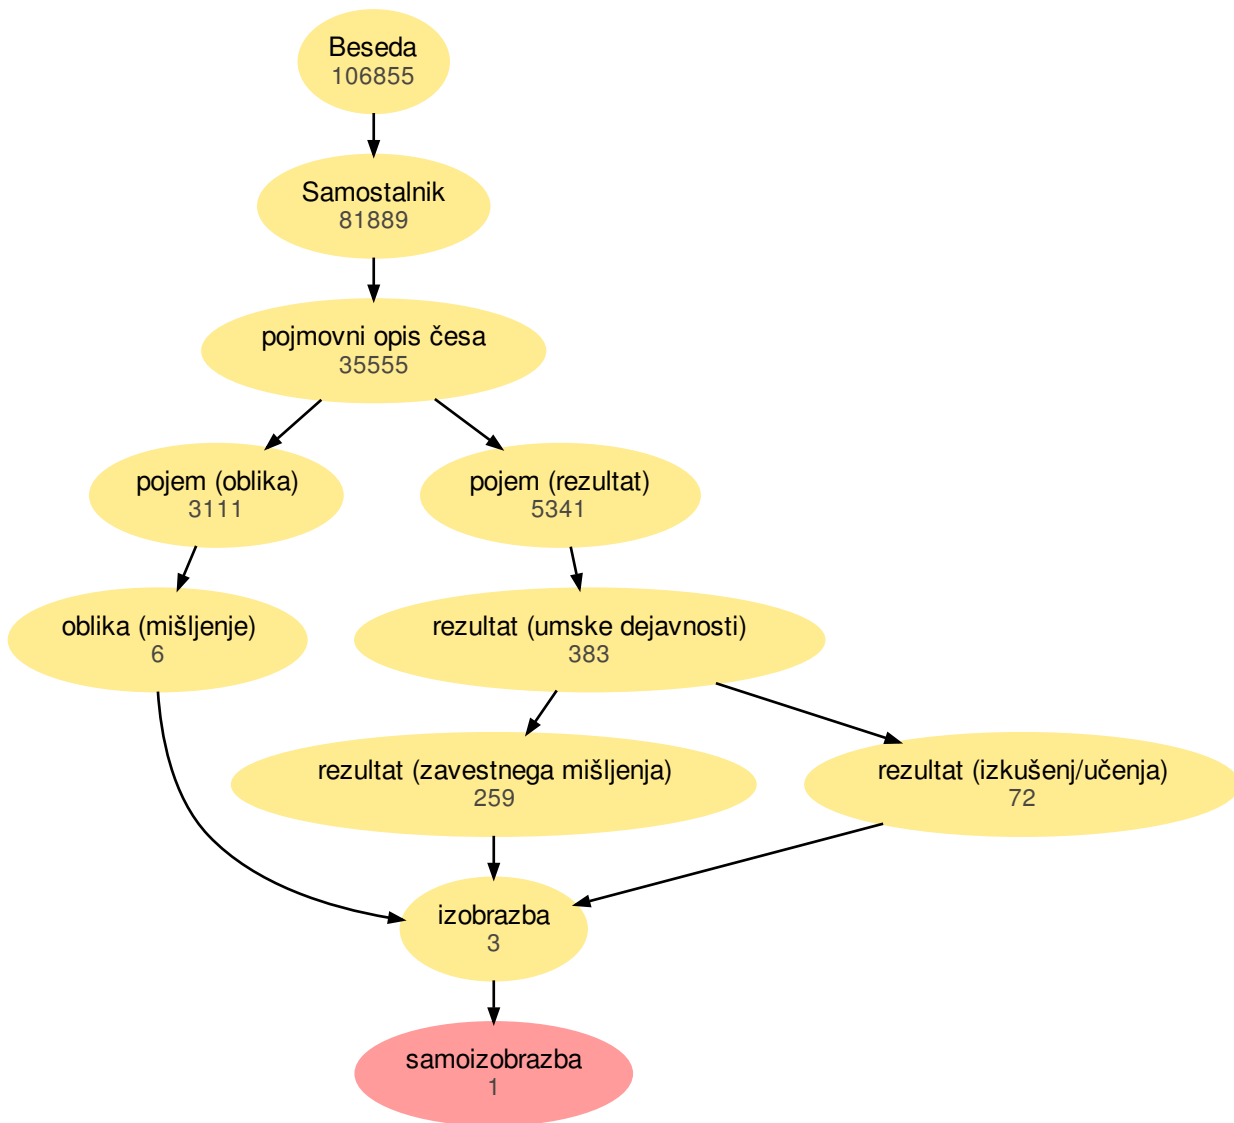 Beseda
106855
Samostalnik
81889
pojmovni opis česa
35555
pojem (oblika)
3111
pojem (rezultat)
5341
oblika (mišljenje)
6
rezultat (umske dejavnosti)
383
rezultat (zavestnega mišljenja)
259
rezultat (izkušenj/učenja)
72
izobrazba
3
samoizobrazba
1